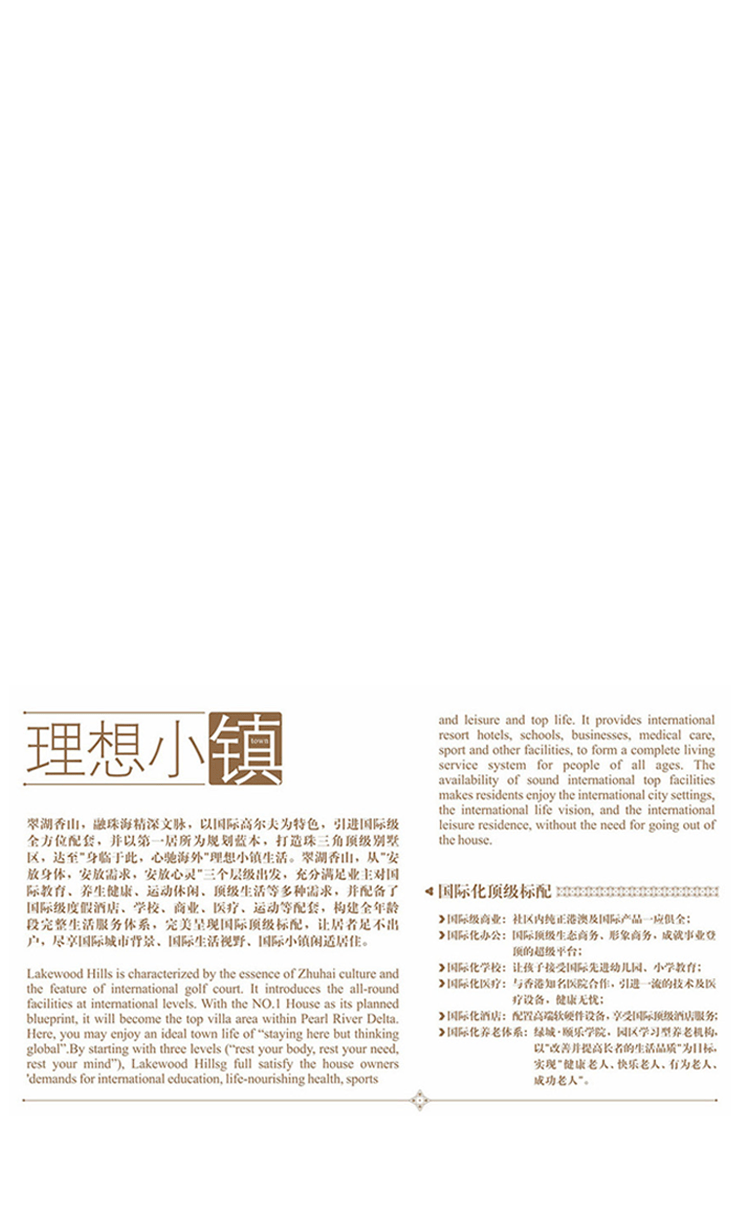 理想小镇
town
翠湖香山，融珠海精深文脉，以国际高尔夫为特色，引进国际级
全方位配套，并以第一居所为规划蓝本，打造珠三角顶级别墅
区，达至"身临于此，心驰海外"理想小镇生活。翠湖香山，从"安
放身体，安放需求，安放心灵"三个层级出发，充分满足业主对国
际教育、养生健康、运动休闲、顶级生活等多种需求，并配备了
国际级度假酒店、学校、商业、医疗、运动等配套，构建全年龄
段完整生活服务体系，完美呈现国际顶级标配，让居者足不出
户，尽享国际城市背景、国际生活视野、国际小镇闲适居住。
Lakewood Hills is characterized by the essence of Zhuhai culture and
the feature of international golf court. It introduces the all-round
facilities at international levels. With the NO.1 House as its planned
blueprint, it will become the top villa area within Pearl River Delta.
Here, you may enjoy an ideal town life of “staying here but thinking
global”.By starting with three levels (“rest your body, rest your need,
rest your mind”), Lakewood Hillsg full satisfy the house owners
'demands for international education, life-nourishing health, sports
and leisure and top life. It provides international
resort hotels, schools, businesses, medical care,
sport and other facilities, to form a complete living
service system for people of all ages. The
availability of sound international top facilities
makes residents enjoy the international city settings,
the international life vision, and the international
leisure residence, without the need for going out of
the house.
国际化顶级标配
国际级商业：社区内纯正港澳及国际产品一应俱全；
国际化办公：国际顶级生态商务、形象商务，成就事业登
顶的超级平台；
国际化学校：让孩子接受国际先进幼儿园、小学教育；
国际化医疗：与香港知名医院合作，引进一流的技术及医
疗设备，健康无忧；
国际化酒店：配置高端软硬件设备，享受国际顶级酒店服务；
国际化养老体系：绿城·颐乐学院，园区学习型养老机构，
以"改善并提高长者的生活品质"为目标，
实现"健康老人、快乐老人、有为老人、
成功老人"。